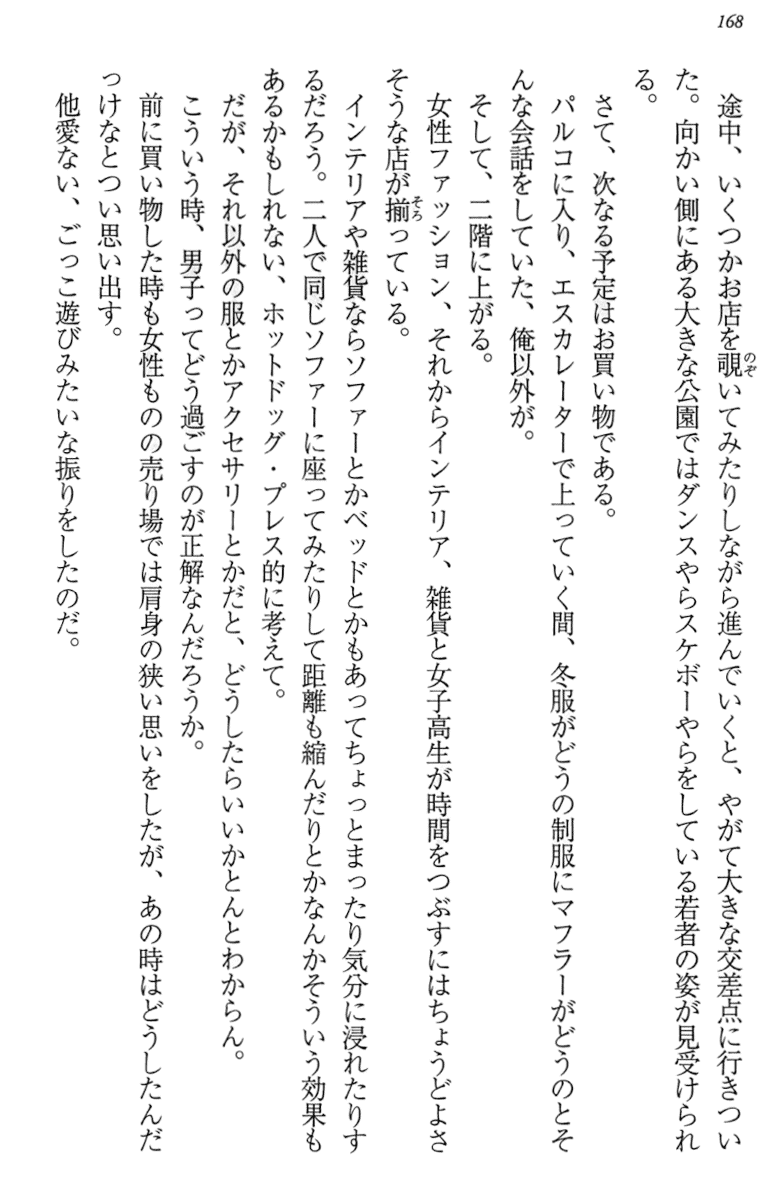 168
途中、いくつかお店を覗いてみたりしながら進んでいくと、やがて大きな交差点に行きつい
た。向かい側にある大きな公園ではダンスやらスケボーやらをしている若者の姿が見受けられ
る。
さて、次なる予定はお買い物である。
パルコに入り、エスカレーターで上っていく間、冬服がどうの制服にマフラーがどうのとそ
んな会話をしていた、俺以外が。
そして、二階に上がる。
女性ファッション、それからインテリア、雑貨と女子高生が時間をつぶすにはちょうどよさ
そうな店が揃っている。
インテリアや雑貨ならソファーとかベッドとかもあってちょっとまったり気分に浸れたりす
るだろう。二人で同じソファーに座ってみたりして距離も縮んだりとかなんかそういう効果も
あるかもしれない、ホットドッグ・プレス的に考えて。
だが、それ以外の服とかアクセサリーとかだと、どうしたらいいかとんとわからん。
こういう時、男子ってどう過ごすのが正解なんだろうか。
前に買い物した時も女性ものの売り場では肩身の狭い思いをしたが、あの時はどうしたんだ
っけなとつい思い出す。
他愛ない、ごっこ遊びみたいな振りをしたのだ。